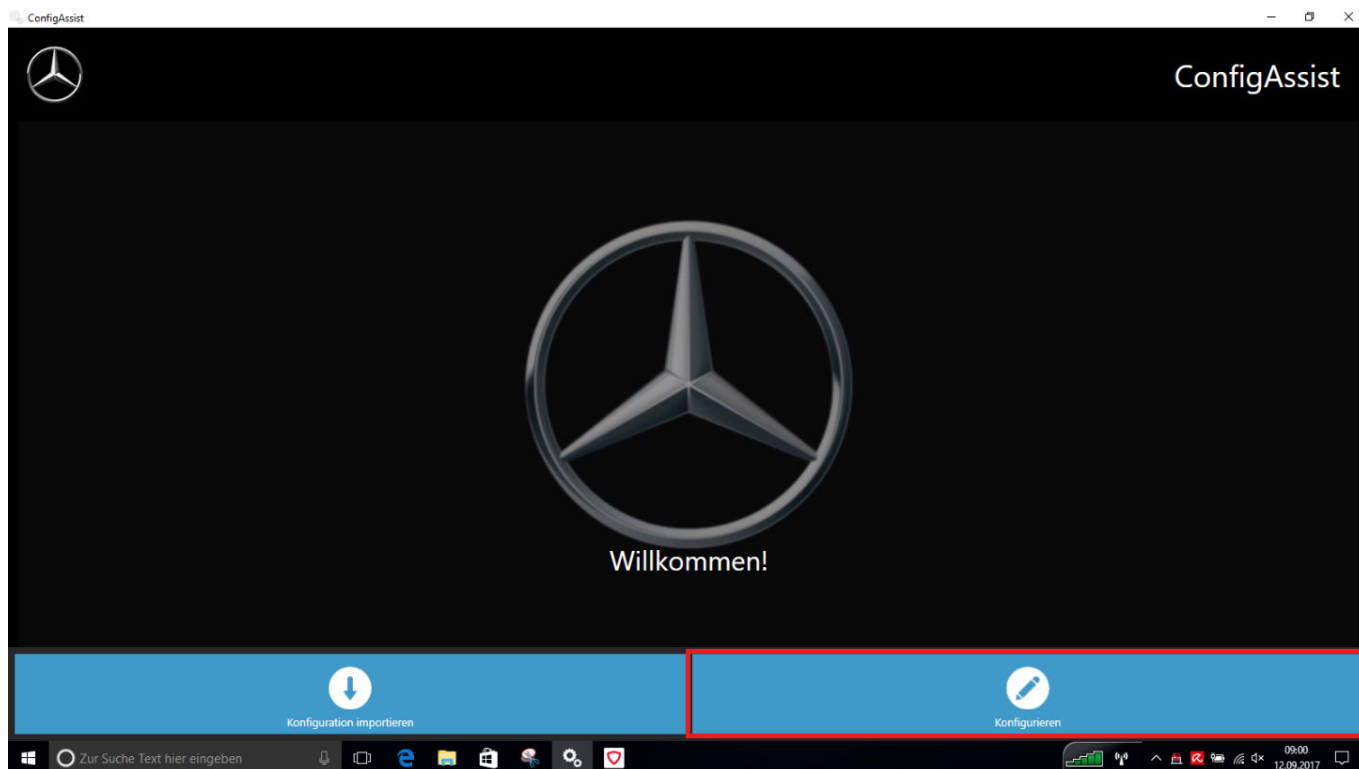 ConfigAssist
ConfigAssist
Willkommen!
Konfiguration importieren
Konfigurieren
Zur Suche Text hier eingeben
09:00
12.09.2017